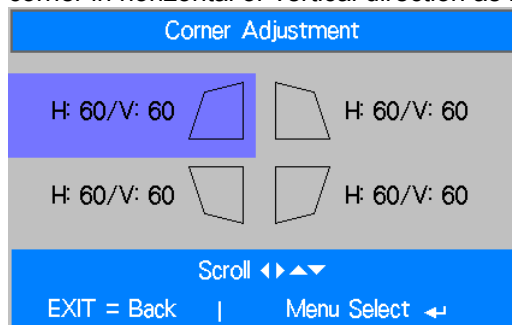 Corner Adjustment
H: 60/V: 60 H: 60/V: 60
H: 60/V: 60 H: 60/V: 60
Scroll ◀▶▲▼
EXIT = Back | Menu Select ↵